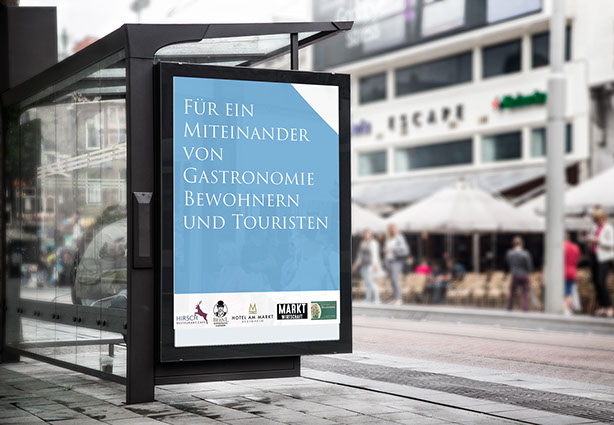 FÜR EIN
MITEINANDER
VON
GASTRONOMIE
BEWOHNERN
UND TOURISTEN
HIRSCH
HOTEL AM MARKT
MARKT
WIRTSCHAFT
ESCAPE